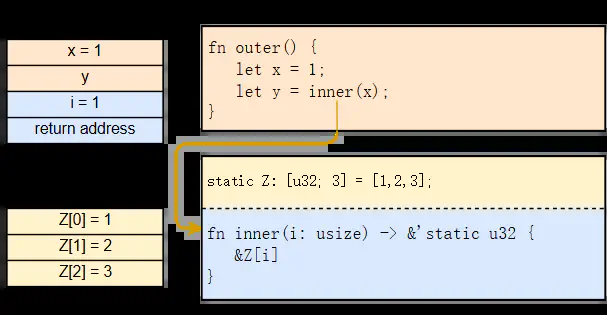 x = 1
y
i = 1
return address
Z[0] = 1
Z[1] = 2
Z[2] = 3
fn outer() {
let x = 1;
let y = inner(x);
}
static Z: [u32; 3] = [1,2,3];
fn inner(i: usize) -> &'static u32 {
&Z[i]
}